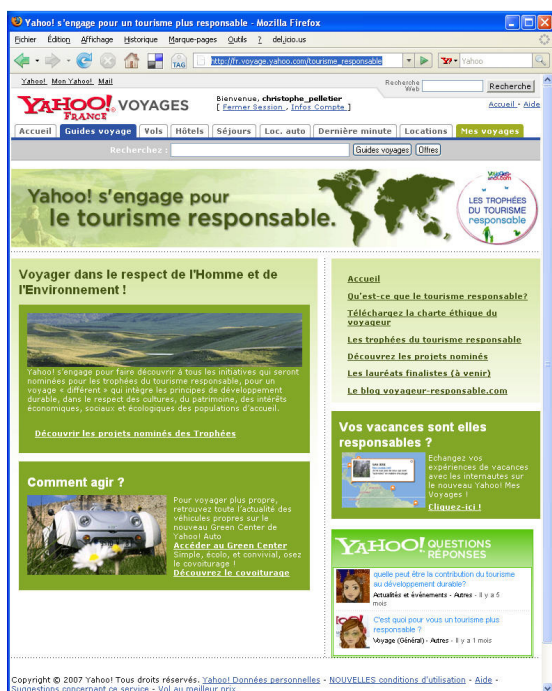 Yahoo! s'engage pour un tourisme plus responsable - Mozilla Firefox
Fichier Édition Affichage Historique Marque-pages Outils ? del.icio.us
TAG http://fr.voyage.yahoo.com/tourisme_responsable Y! Yahoo
Yahoo! Mon Yahoo! Mail
Recherche Web Recherche
YAHOO! FRANCE VOYAGES
Bienvenue, christophe_pelletier
[ Fermer Session , Infos Compte ]
Accueil - Aide
Accueil Guides voyage Vols Hôtels Séjours Loc. auto Dernière minute Locations Mes voyages
Recherchez : Guides voyages Offres
Yahoo! s'engage pour
le tourisme responsable.
LES TROPHÉES
DU TOURISME
responsable
Voyager dans le respect de l'Homme et de
l'Environnement !
Yahoo! s'engage pour faire découvrir à tous les initiatives qui seront
nominées pour les trophées du tourisme responsable, pour un
voyage « différent » qui intègre les principes de développement
durable, dans le respect des cultures, du patrimoine, des intérêts
économiques, sociaux et écologiques des populations d'accueil.
Découvrir les projets nominés des Trophées
Comment agir ?
Pour voyager plus propre,
retrouvez toute l'actualité des
véhicules propres sur le
nouveau Green Center de
Yahoo! Auto
Accéder au Green Center
Simple, écolo, et convivial, osez
le covoiturage !
Découvrez le covoiturage
Accueil
Qu'est-ce que le tourisme responsable?
Téléchargez la charte éthique du
voyageur
Les trophées du tourisme responsable
Découvrez les projets nominés
Les lauréats finalistes (à venir)
Le blog voyageur-responsable.com
Vos vacances sont elles
responsables ?
Echangez vos
expériences de vacances
avec les internautes sur
le nouveau Yahoo! Mes
Voyages !
Cliquez-ici !
YAHOO! QUESTIONS
RÉPONSES
quelle peut être la contribution du tourisme
au développement durable?
Actualités et événements - Autres - Il y a 5
mois
C'est quoi pour vous un tourisme plus
responsable ?
Voyage (Général) - Autres - Il y a 1 mois
Copyright © 2007 Yahoo! Tous droits réservés. Yahoo! Données personnelles - NOUVELLES conditions d'utilisation - Aide -
Suggestions concernant ce service - Vol au meilleur prix